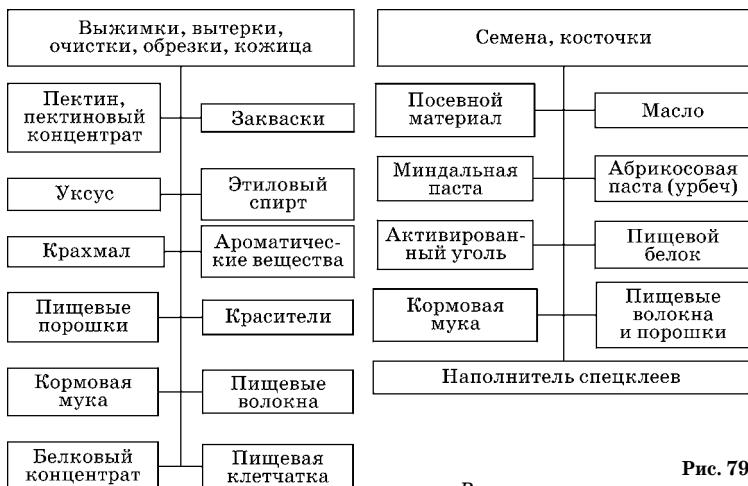 Выжимки, вытерки,
очистки, обрезки, кожица
Пектин,
пектиновый
концентрат
Закваски
Уксус
Этиловый
спирт
Крахмал
Ароматичес-
кие вещества
Пищевые
порошки
Красители
Кормовая
мука
Пищевые
волокна
Белковый
концентрат
Пищевая
клетчатка
Семена, косточки
Посевной
материал
Масло
Миндальная
паста
Абрикосовая
паста (урбеч)
Активирован-
ный уголь
Пищевой
белок
Кормовая
мука
Пищевые
волокна
и порошки
Наполнитель спецклеев
Рис. 79